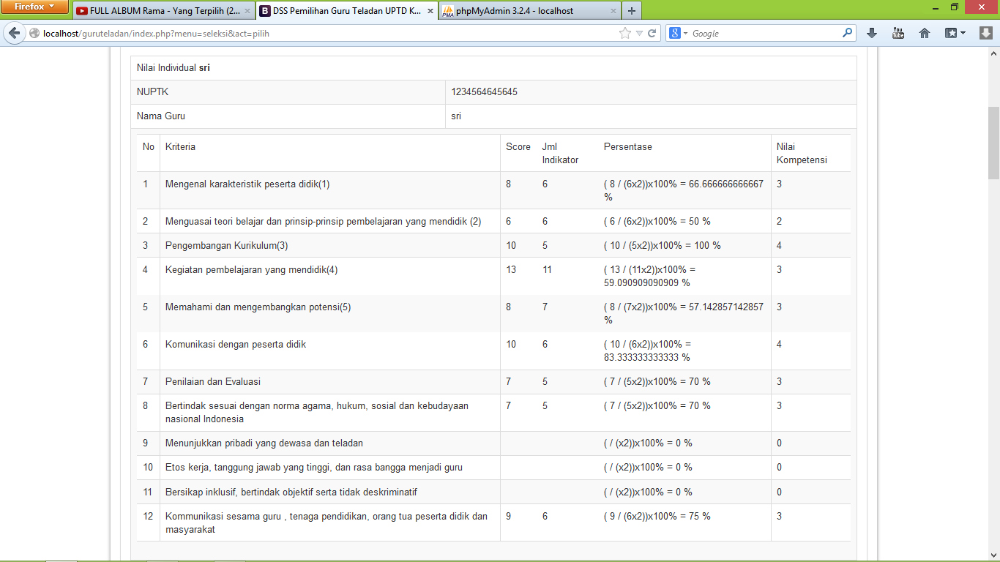 Firefox
FULL ALBUM Rama - Yang Terpilih (2...
DSS Pemilihan Guru Teladan UPTD K...
phpMyAdmin 3.2.4 - localhost
localhost/guruteladan/index.php?menu=seleksi&act=pilih
Google
Nilai Individual sri
NUPTK 1234564645645
Nama Guru sri
No Kriteria Score Jml Indikator Persentase Nilai Kompetensi
1 Mengenal karakteristik peserta didik(1) 8 6 ( 8 / (6x2))x100% = 66.666666666667 % 3
2 Menguasai teori belajar dan prinsip-prinsip pembelajaran yang mendidik (2) 6 6 ( 6 / (6x2))x100% = 50 % 2
3 Pengembangan Kurikulum(3) 10 5 ( 10 / (5x2))x100% = 100 % 4
4 Kegiatan pembelajaran yang mendidik(4) 13 11 ( 13 / (11x2))x100% = 59.090909090909 % 3
5 Memahami dan mengembangkan potensi(5) 8 7 ( 8 / (7x2))x100% = 57.142857142857 % 3
6 Komunikasi dengan peserta didik 10 6 ( 10 / (6x2))x100% = 83.333333333333 % 4
7 Penilaian dan Evaluasi 7 5 ( 7 / (5x2))x100% = 70 % 3
8 Bertindak sesuai dengan norma agama, hukum, sosial dan kebudayaan nasional Indonesia 7 5 ( 7 / (5x2))x100% = 70 % 3
9 Menunjukkan pribadi yang dewasa dan teladan ( / (x2))x100% = 0 % 0
10 Etos kerja, tanggung jawab yang tinggi, dan rasa bangga menjadi guru ( / (x2))x100% = 0 % 0
11 Bersikap inklusif, bertindak objektif serta tidak deskriminatif ( / (x2))x100% = 0 % 0
12 Kommunikasi sesama guru , tenaga pendidikan, orang tua peserta didik dan masyarakat 9 6 ( 9 / (6x2))x100% = 75 % 3